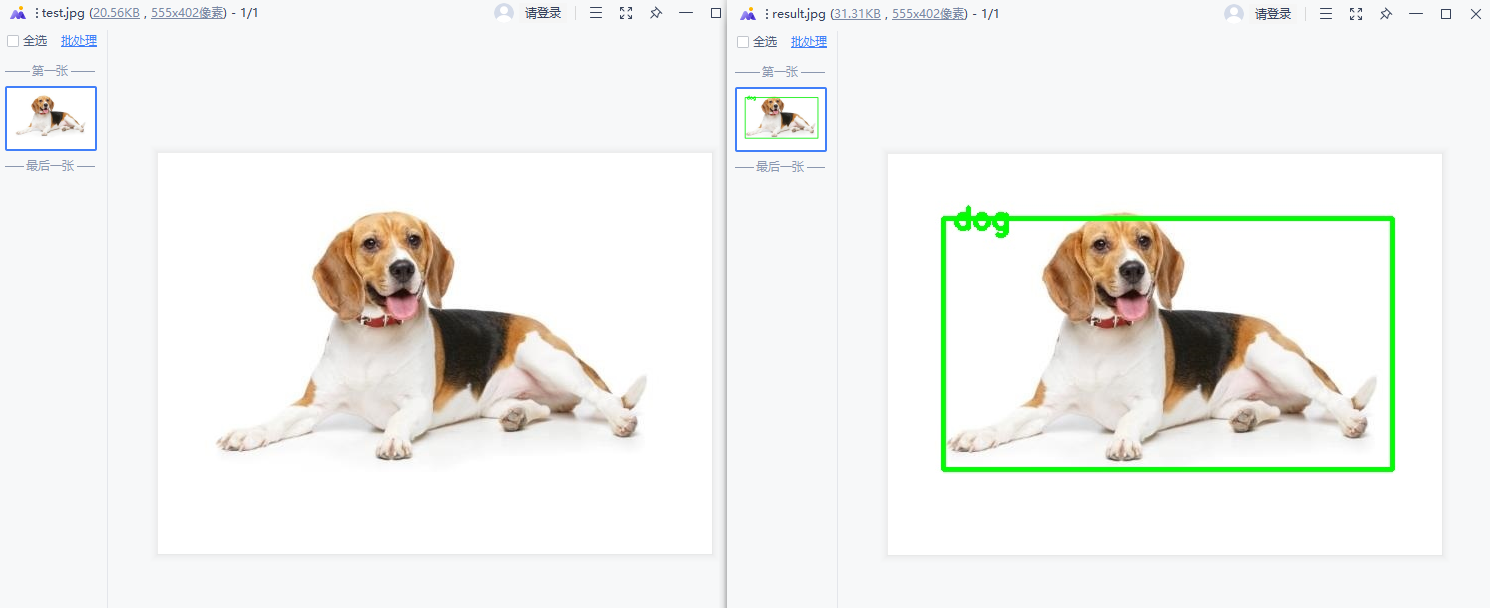 test.jpg (20.56KB , 555x402像素) - 1/1
请登录
全选 批处理
第一张
最后一张
result.jpg (31.31KB , 555x402像素) - 1/1
请登录
全选 批处理
第一张
dog
最后一张
dog